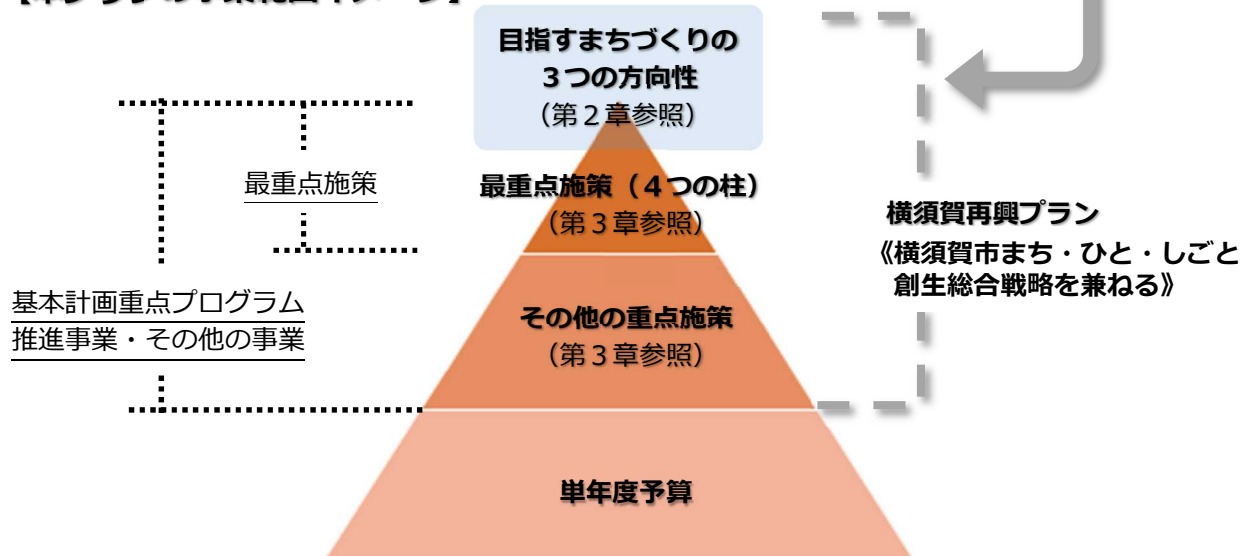 目指すまちづくりの
３つの方向性
（第２章参照）
最重点施策
最重点施策（４つの柱）
（第３章参照）
横須賀再興プラン
《横須賀市まち・ひと・しごと
創生総合戦略を兼ねる》
基本計画重点プログラム
推進事業・その他の事業
その他の重点施策
（第３章参照）
単年度予算